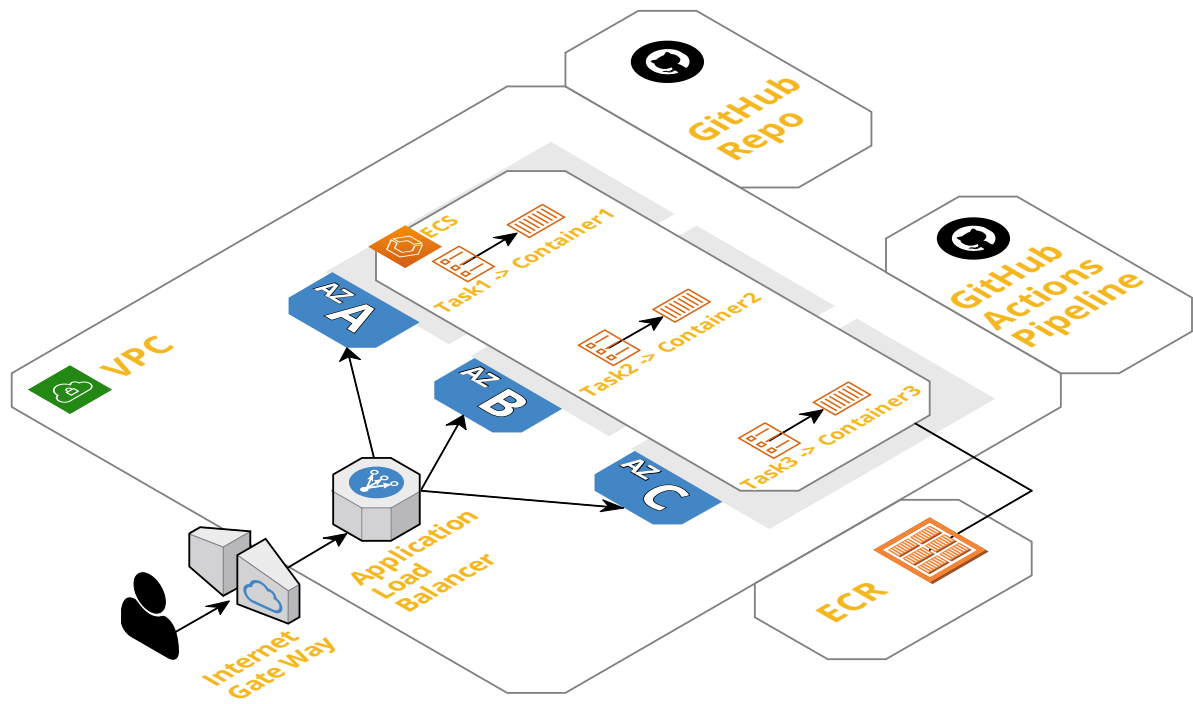 GitHub
Repo
GitHub
Actions
Pipeline
ECS
Task1 -> Container1
AZ
A
VPC
Task2 -> Container2
AZ
B
Task3 -> Container3
AZ
C
Application
Load
Balancer
ECR
Internet
Gate Way